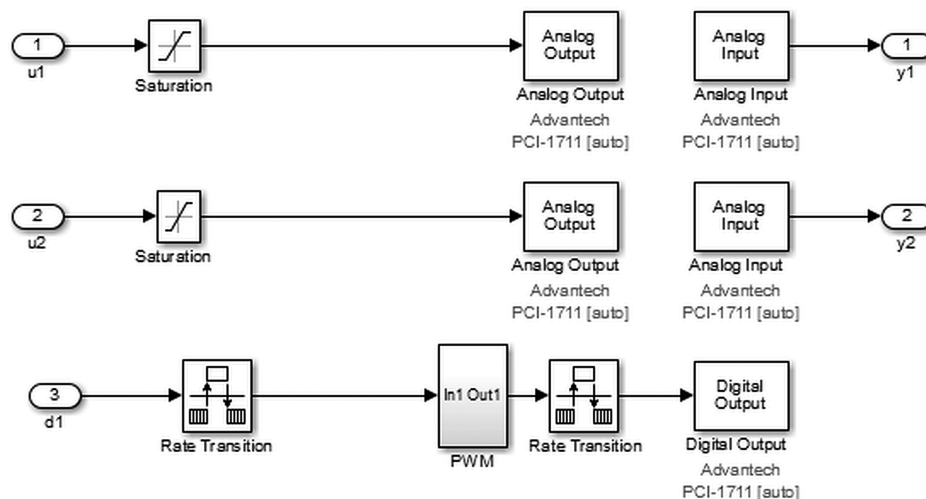 1
u1
Saturation
Analog
Output
Analog Output
Advantech
PCI-1711 [auto]
Analog
Input
Analog Input
Advantech
PCI-1711 [auto]
1
y1
2
u2
Saturation
Analog
Output
Analog Output
Advantech
PCI-1711 [auto]
Analog
Input
Analog Input
Advantech
PCI-1711 [auto]
2
y2
3
d1
Rate Transition
In1 Out1
PWM
Rate Transition
Digital
Output
Digital Output
Advantech
PCI-1711 [auto]